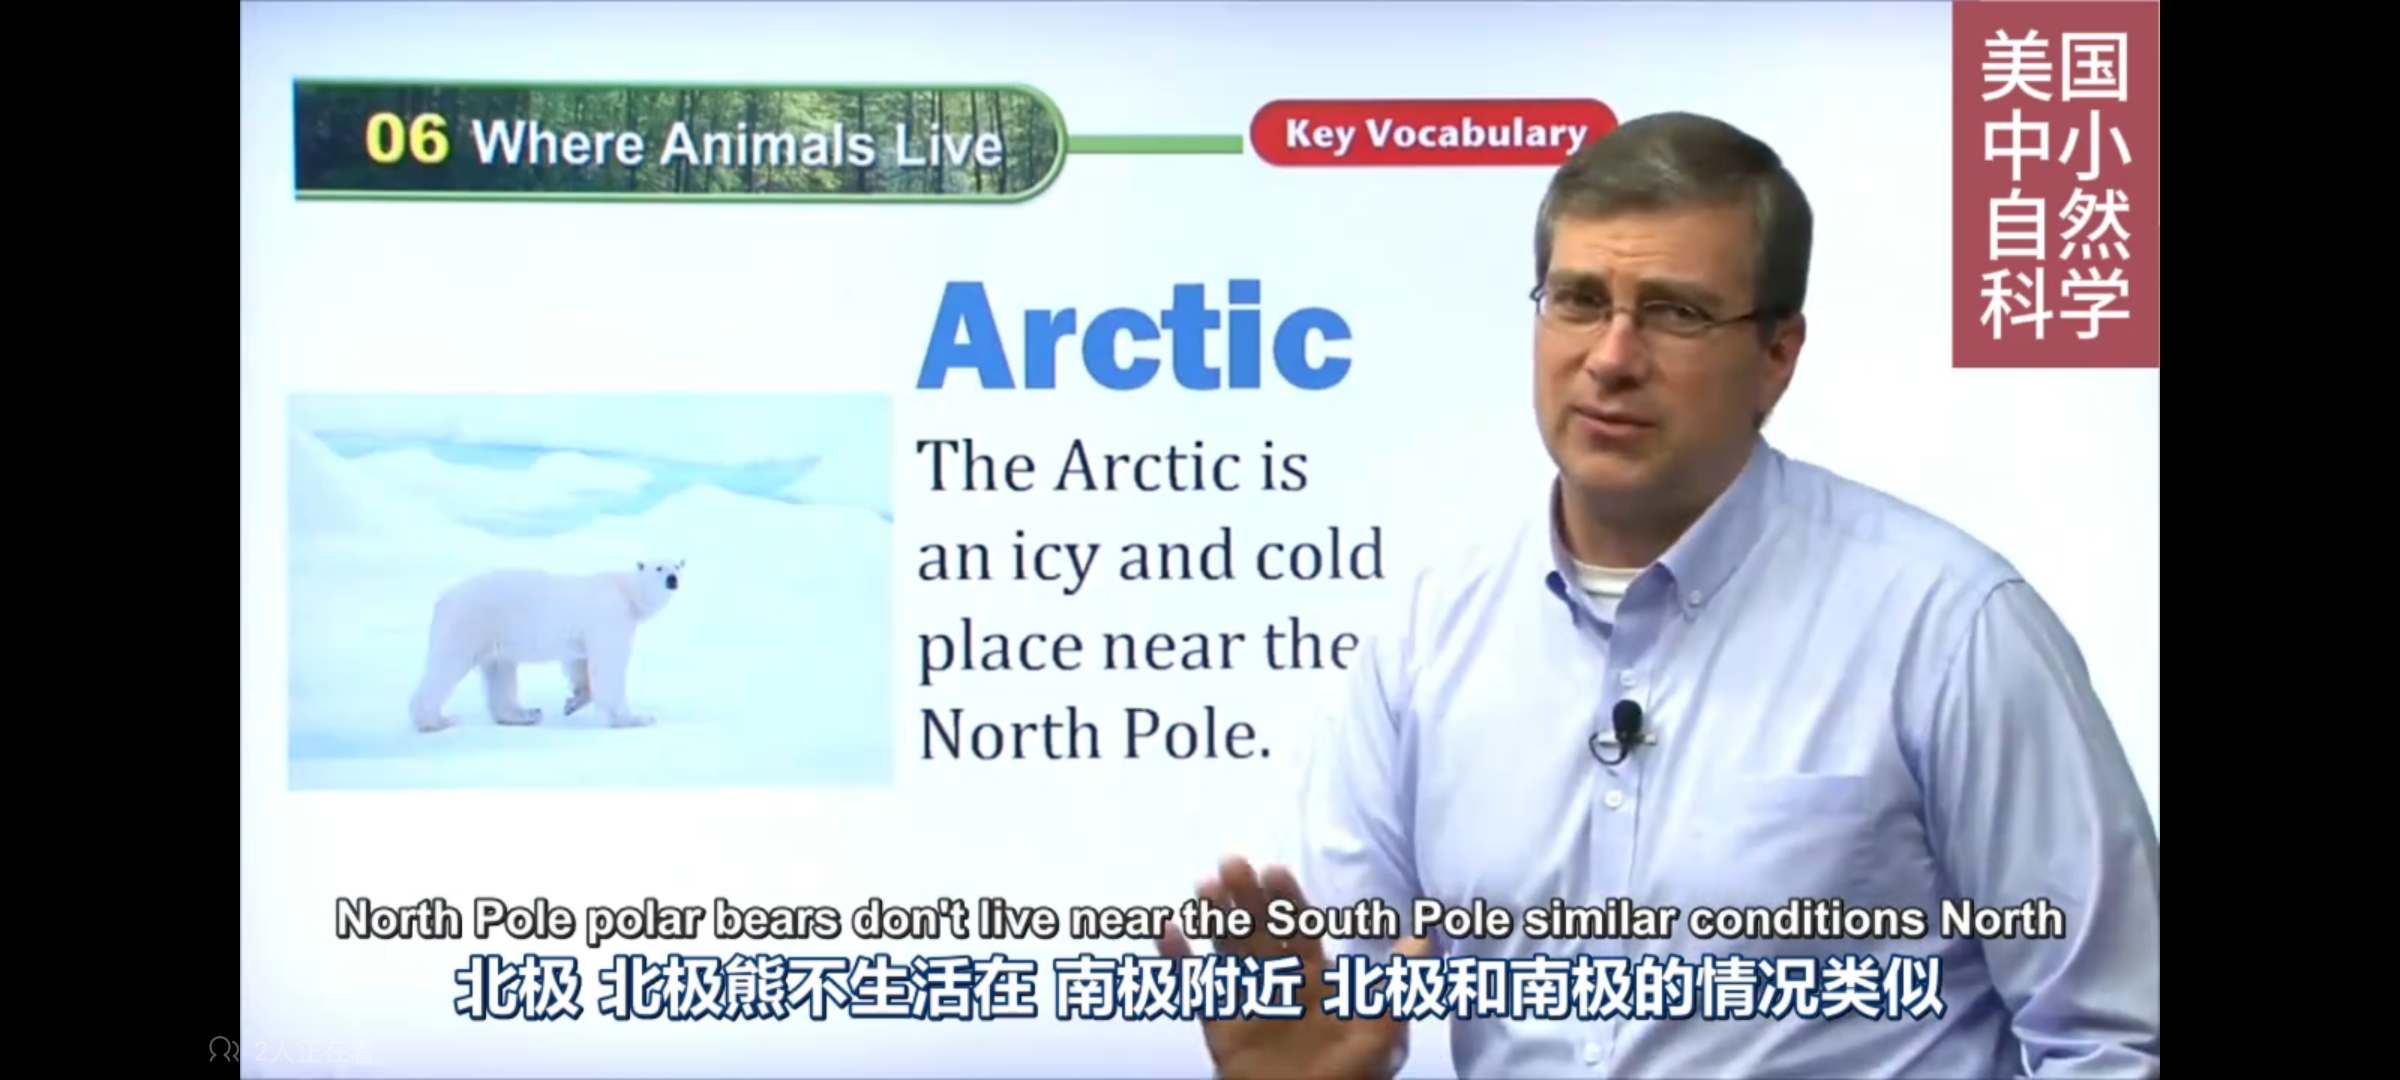 06 Where Animals Live
Key Vocabulary
美国
中小
自然
科学
Arctic
The Arctic is
an icy and cold
place near the
North Pole.
North Pole polar bears don't live near the South Pole similar conditions North
北极 北极熊不生活在 南极附近 北极和南极的情况类似
2人正在看